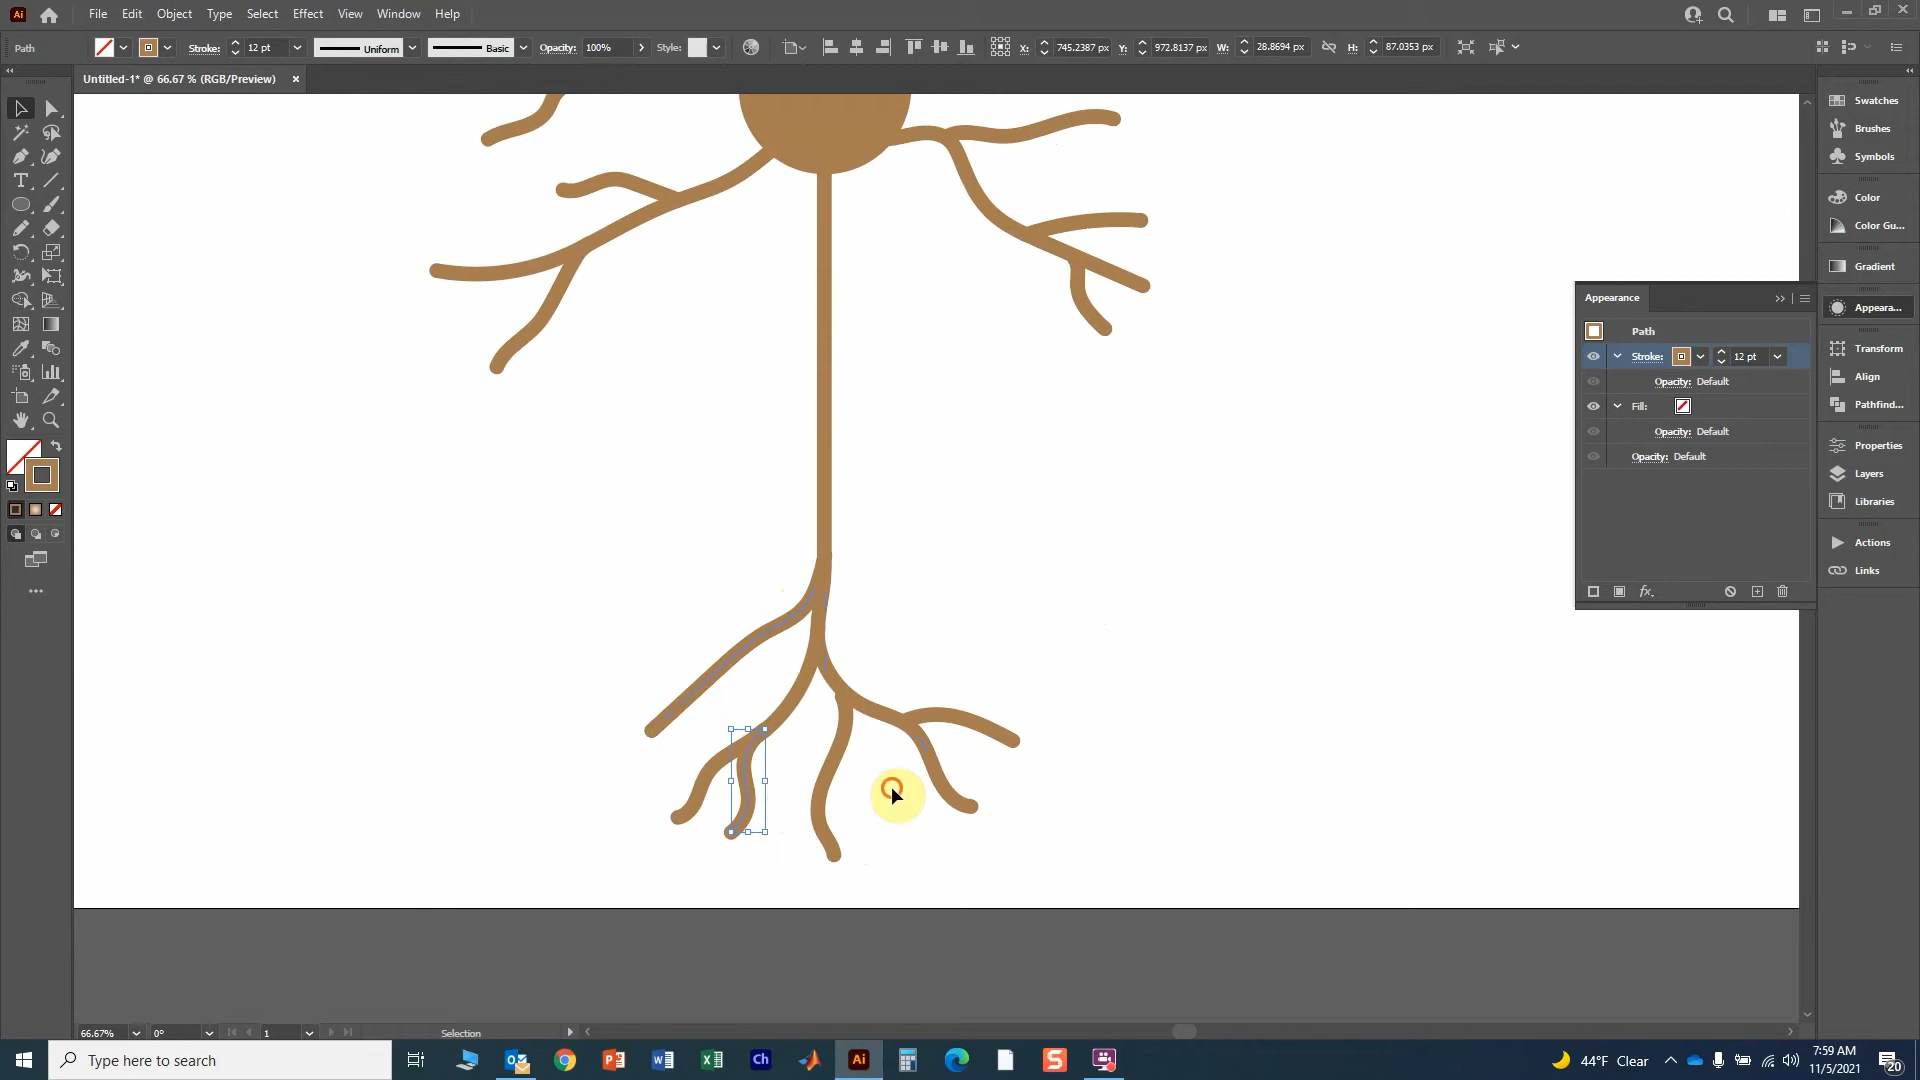 Ai File Edit Object Type Select Effect View Window Help
Path Stroke: 12 pt Uniform Basic Opacity: 100% Style: X: 745.2387 px Y: 972.8137 px W: 28.8694 px H: 87.0353 px
Untitled-1* @ 66.67 % (RGB/Preview) ×
Swatches
Brushes
Symbols
Color
Color Gu...
Gradient
Appeara...
Transform
Align
Pathfind...
Properties
Layers
Libraries
Actions
Links
Appearance
Path
Stroke: 12 pt
Opacity: Default
Fill:
Opacity: Default
Opacity: Default
fx.
66.67% 0° 1 Selection
Type here to search
Ch Ai S
44°F Clear
7:59 AM
11/5/2021
20